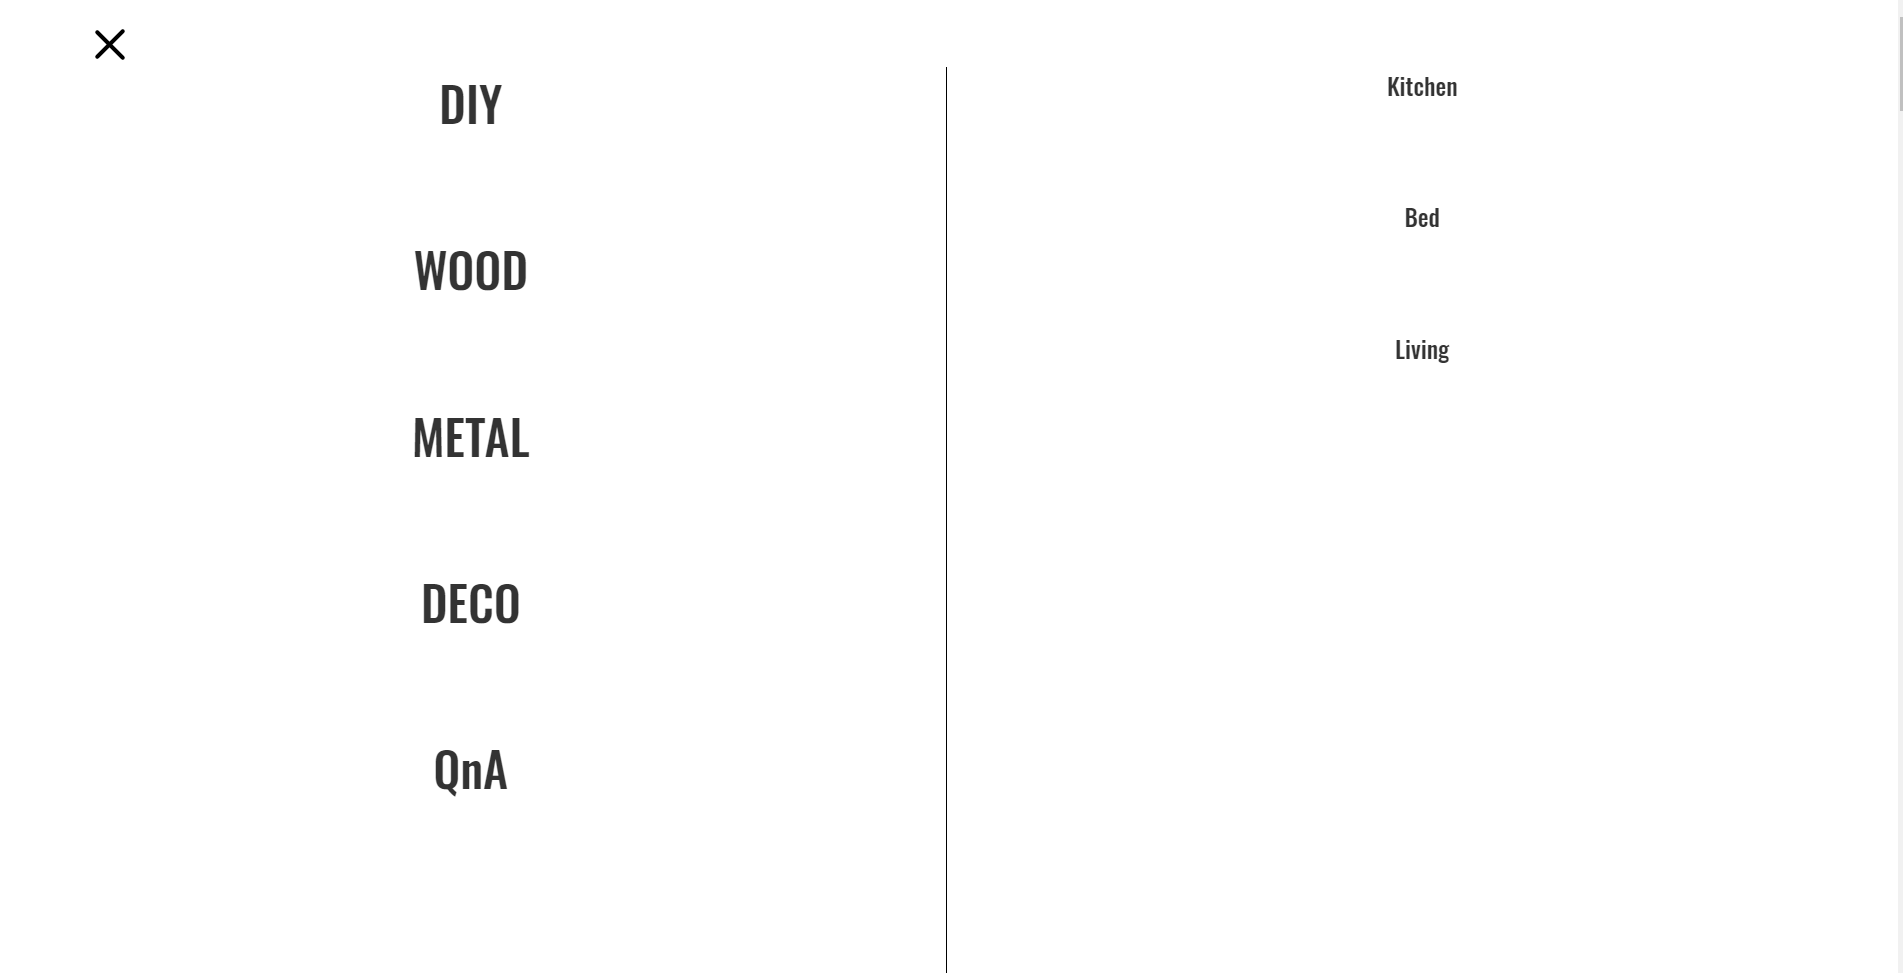 DIY
WOOD
METAL
DECO
QnA
Kitchen
Bed
Living